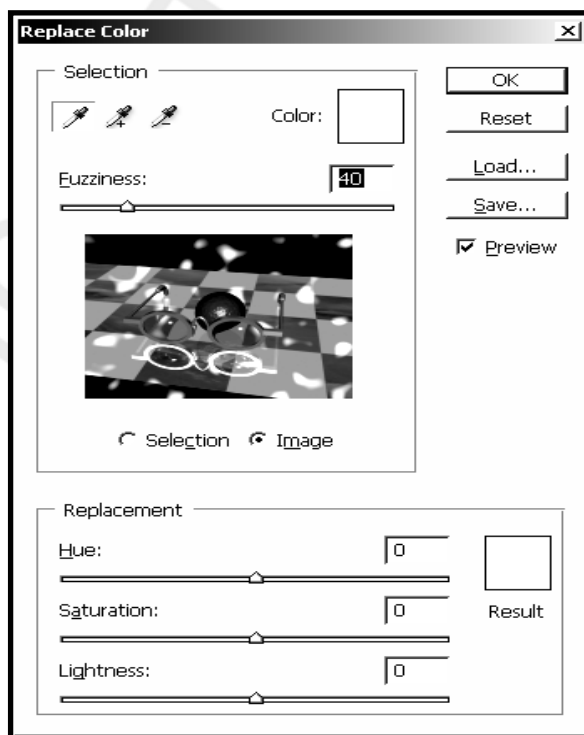 Replace Color
Selection
Color:
Fuzziness: 40
Selection Image
OK
Reset
Load...
Save...
Preview
Replacement
Hue: 0
Saturation: 0
Lightness: 0
Result